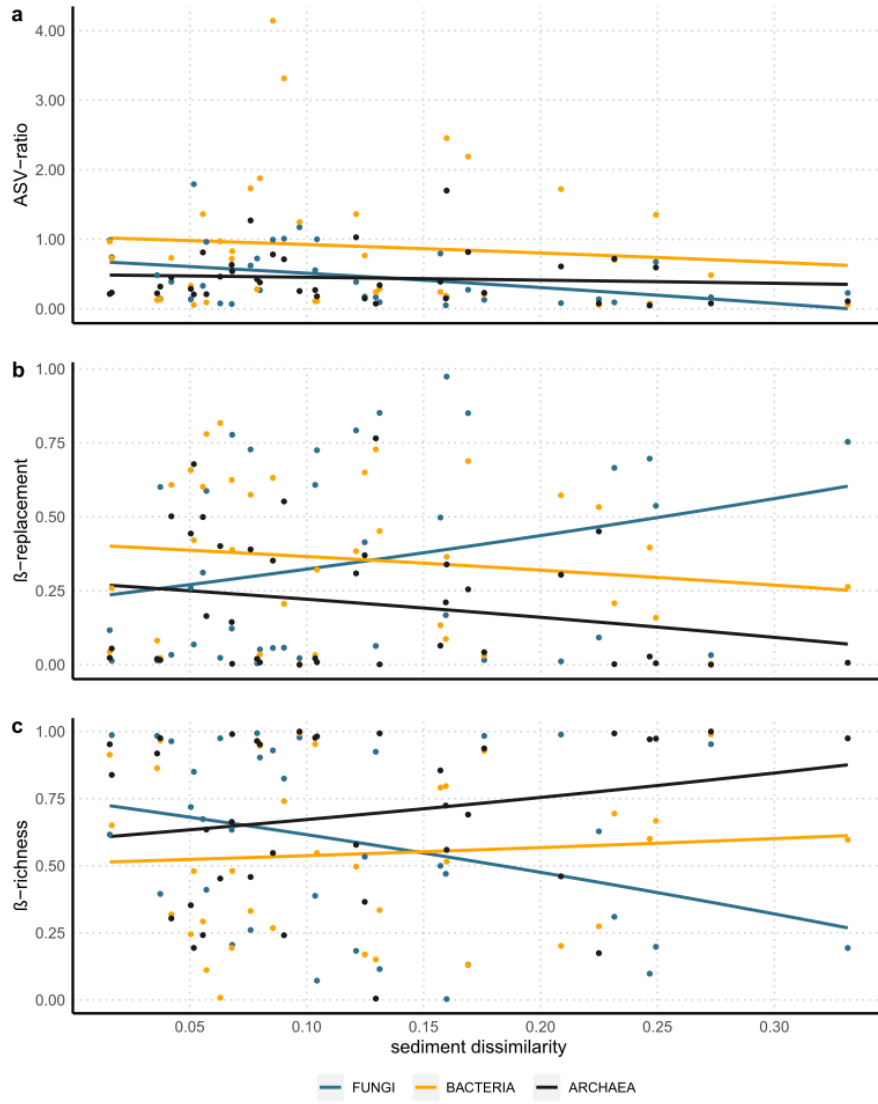 a
4.00
3.00
2.00
1.00
0.00
ASV−ratio
b
1.00
0.75
0.50
0.25
0.00
ß−replacement
c
1.00
0.75
0.50
0.25
0.00
ß−richness
0.05 0.10 0.15 0.20 0.25 0.30
sediment dissimilarity
FUNGI BACTERIA ARCHAEA